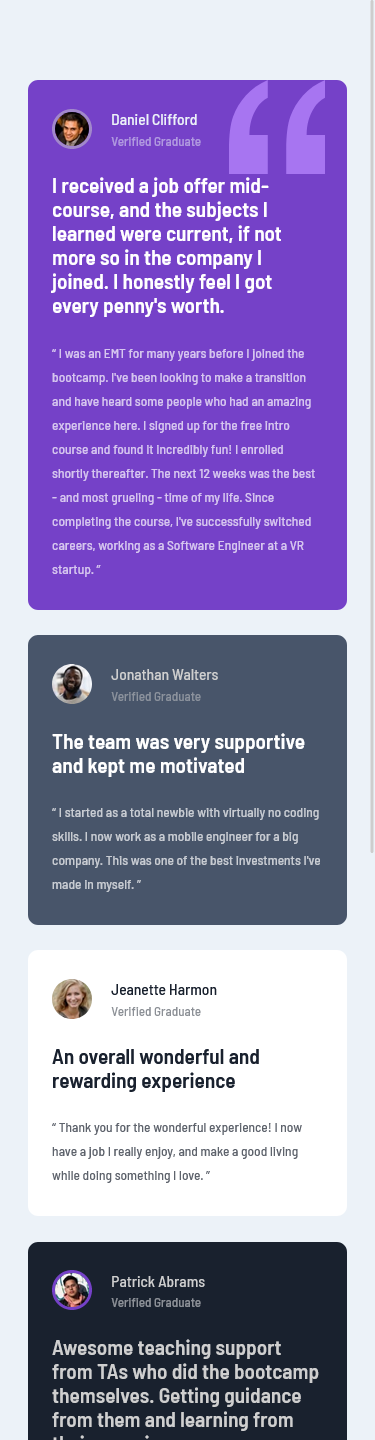 Daniel Clifford
Verified Graduate
I received a job offer mid-
course, and the subjects I
learned were current, if not
more so in the company I
joined. I honestly feel I got
every penny's worth.
“ I was an EMT for many years before I joined the
bootcamp. I've been looking to make a transition
and have heard some people who had an amazing
experience here. I signed up for the free intro
course and found it incredibly fun! I enrolled
shortly thereafter. The next 12 weeks was the best
- and most grueling - time of my life. Since
completing the course, I've successfully switched
careers, working as a Software Engineer at a VR
startup. ”
Jonathan Walters
Verified Graduate
The team was very supportive
and kept me motivated
“ I started as a total newbie with virtually no coding
skills. I now work as a mobile engineer for a big
company. This was one of the best investments I've
made in myself. ”
Jeanette Harmon
Verified Graduate
An overall wonderful and
rewarding experience
“ Thank you for the wonderful experience! I now
have a job I really enjoy, and make a good living
while doing something I love. ”
Patrick Abrams
Verified Graduate
Awesome teaching support
from TAs who did the bootcamp
themselves. Getting guidance
from them and learning from